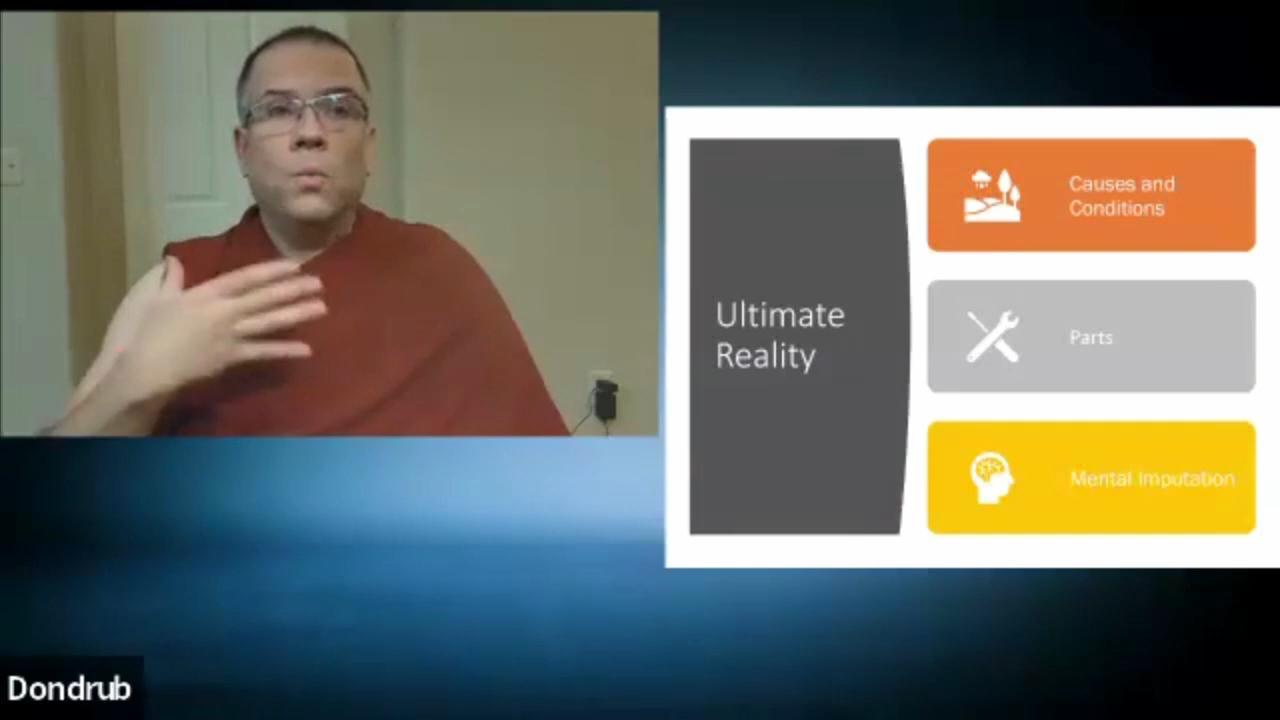 Ultimate
Reality
Causes and
Conditions
Parts
Mental Imputation
Dondrub